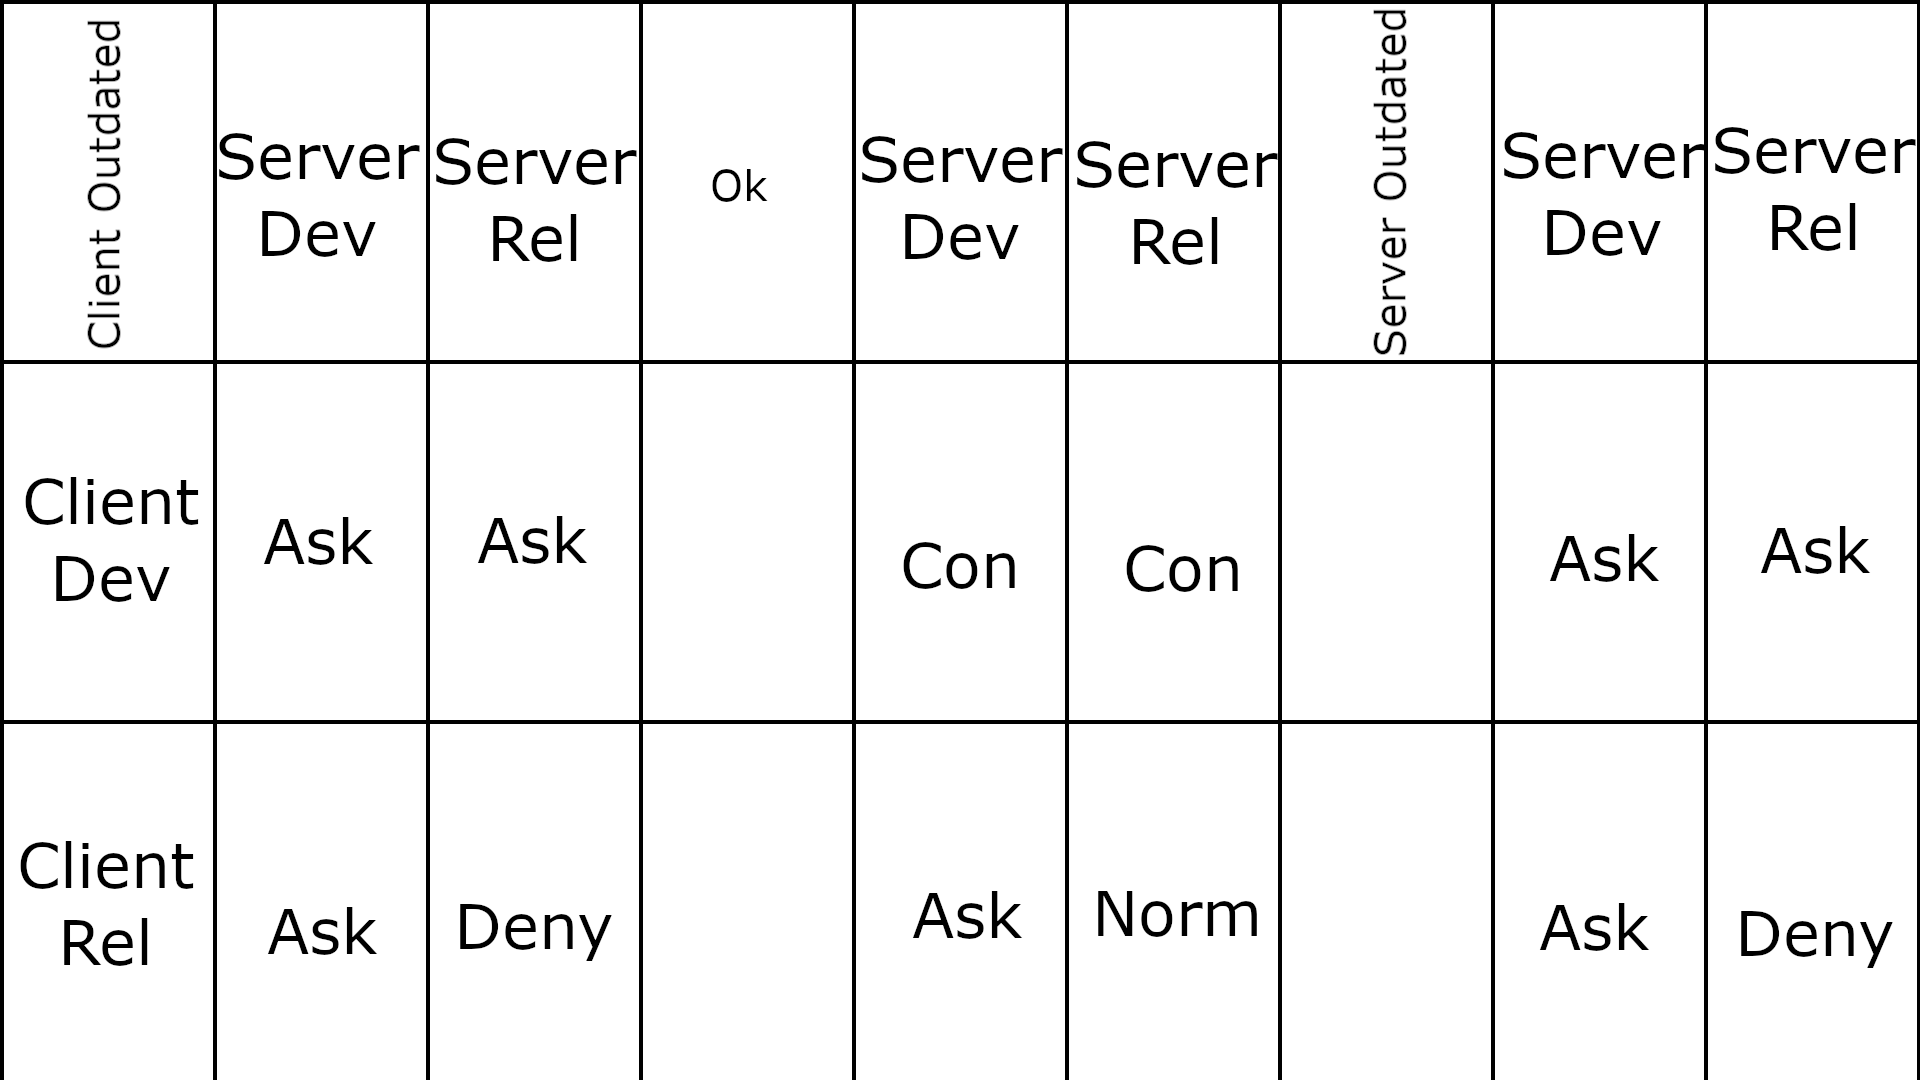 Client Outdated
Server
Dev
Server
Rel
Ok
Server
Dev
Server
Rel
Server Outdated
Server
Dev
Server
Rel
Client
Dev
Ask
Ask
Con
Con
Ask
Ask
Client
Rel
Ask
Deny
Ask
Norm
Ask
Deny